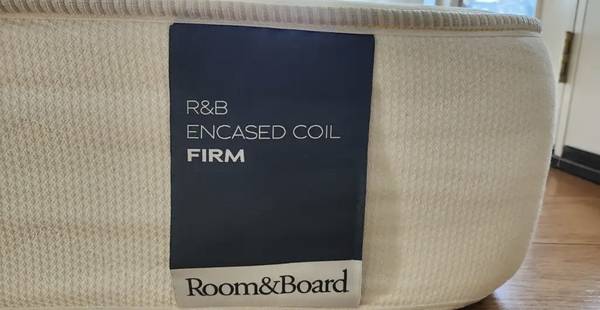 R&B
ENCASED COIL
FIRM
Room&Board